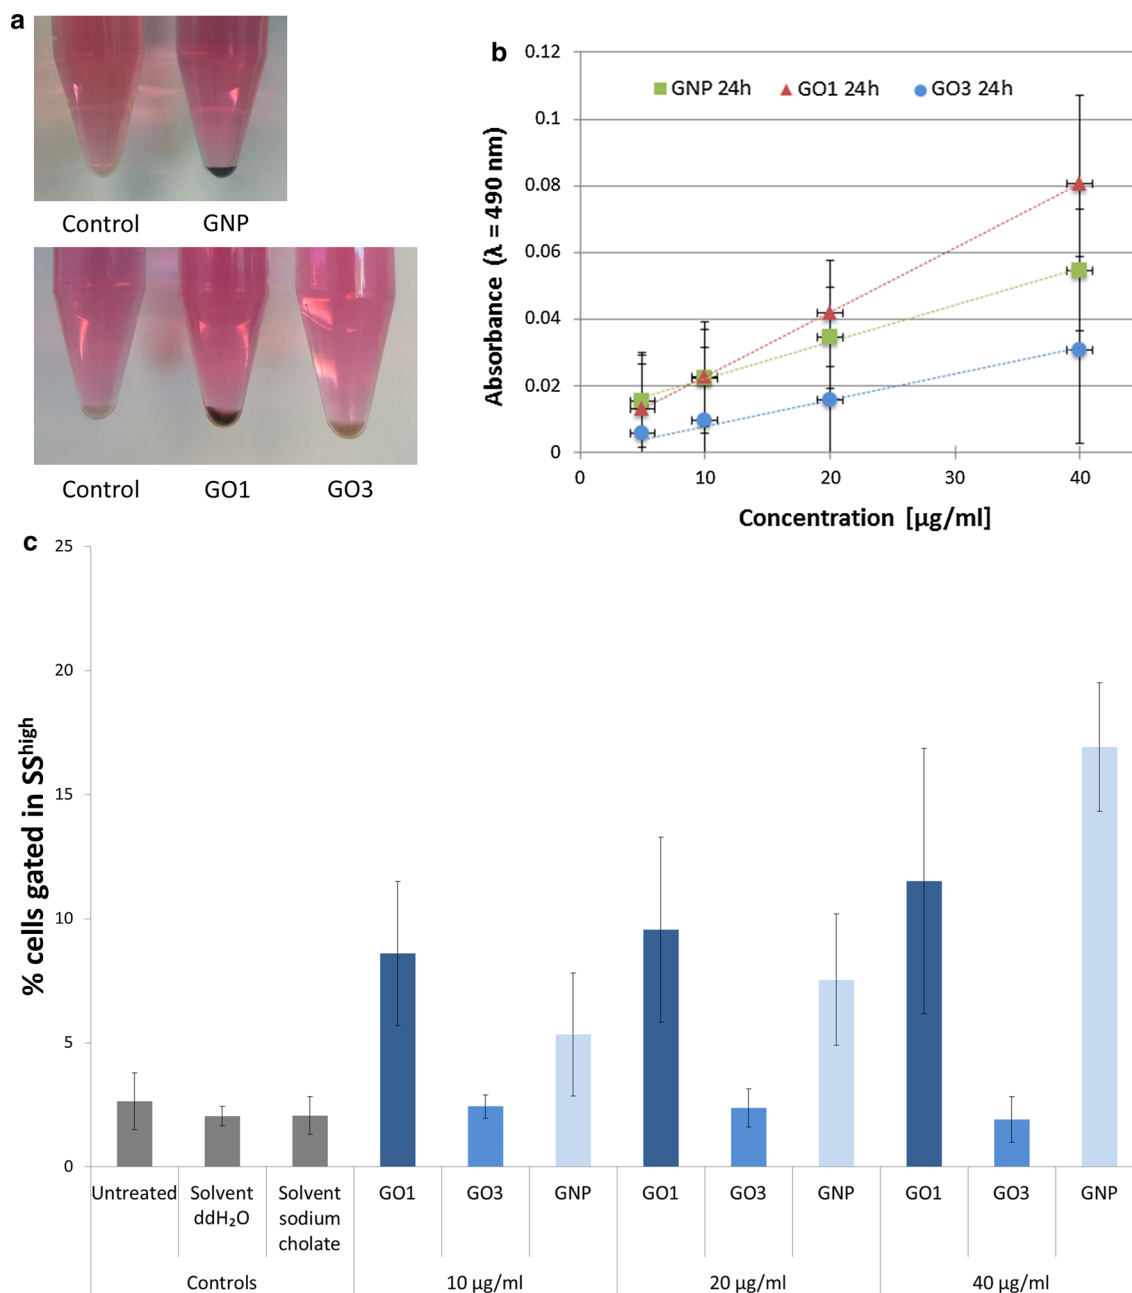 a
Control GNP
Control GO1 GO3
b
GNP 24h GO1 24h GO3 24h
Absorbance (λ = 490 nm)
0.12
0.1
0.08
0.06
0.04
0.02
0
0 10 20 30 40
Concentration [µg/ml]
c
% cells gated in SShigh
25
20
15
10
5
0
Untreated Solvent ddH₂O Solvent sodium cholate GO1 GO3 GNP GO1 GO3 GNP GO1 GO3 GNP
Controls 10 µg/ml 20 µg/ml 40 µg/ml